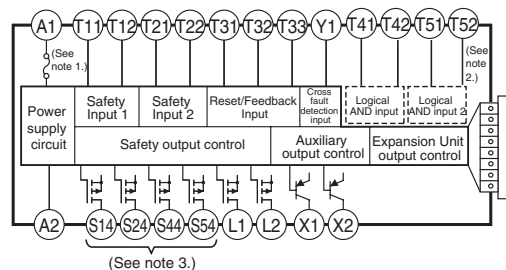 A1 T11 T12 T21 T22 T31 T32 T33 Y1 T41 T42 T51 T52
(See
note 1.)
(See
note
2.)
Power
supply
circuit
Safety
Input 1
Safety
Input 2
Reset/Feedback
Input
Cross
fault
detection
input
Logical
AND input
Logical
AND input 2
Safety output control
Auxiliary
output control
Expansion Unit
output control
A2 S14 S24 S44 S54 L1 L2 X1 X2
(See note 3.)